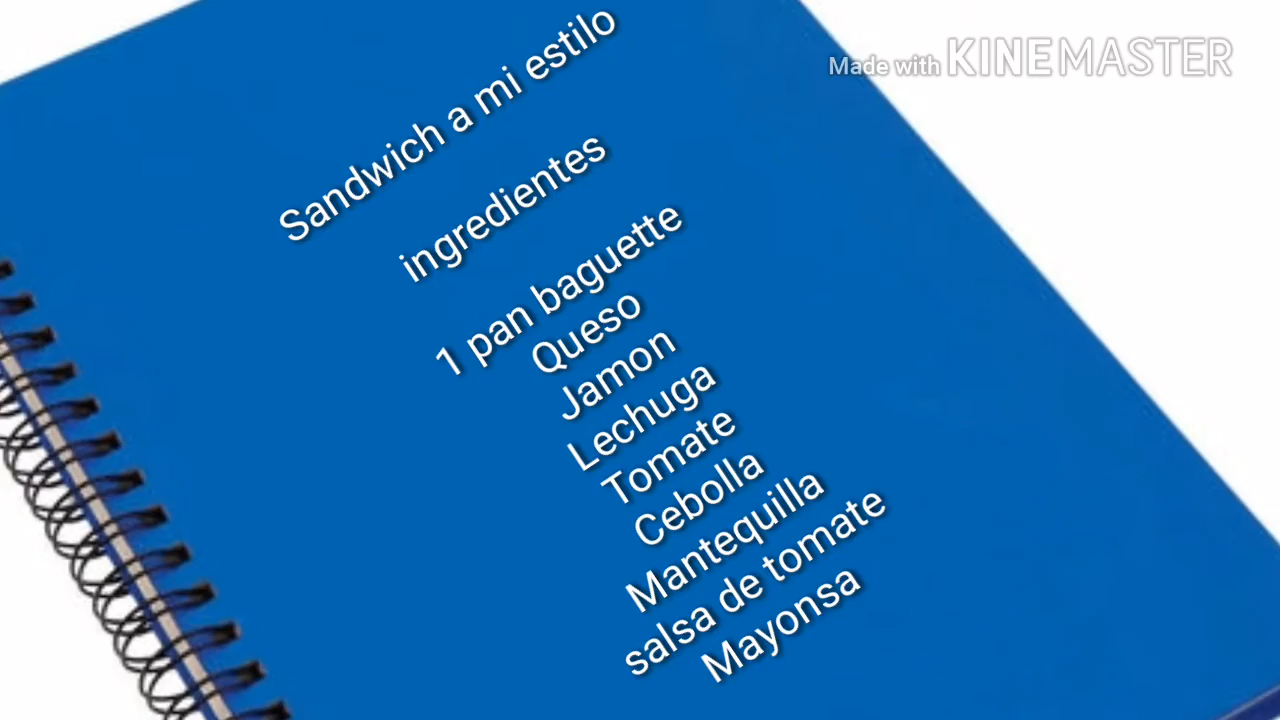 Made with KINEMASTER
Sandwich a mi estilo
ingredientes
1 pan baguette
Queso
Jamon
Lechuga
Tomate
Cebolla
Mantequilla
salsa de tomate
Mayonsa